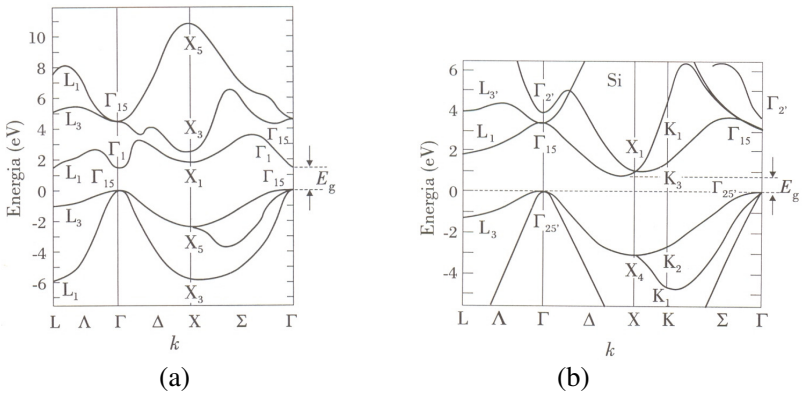 Energia (eV)
10
8
6
4
2
0
-2
-4
-6
L₁
L₃
L₁
L₃
L₁
Γ₁₅
Γ₁
Γ₁₅
X₅
X₃
X₁
X₅
X₃
Γ₁₅
Γ₁
Γ₁₅
E_g
L Λ Γ Δ X Σ Γ
k
(a)
Energia (eV)
6
4
2
0
-2
-4
Si
L₃'
L₁
L₃
Γ₂'
Γ₁₅
Γ₂₅'
X₁
X₄
K₁
K₃
K₂
K₁
Γ₂'
Γ₁₅
Γ₂₅'
E_g
L Λ Γ Δ X K Σ Γ
k
(b)